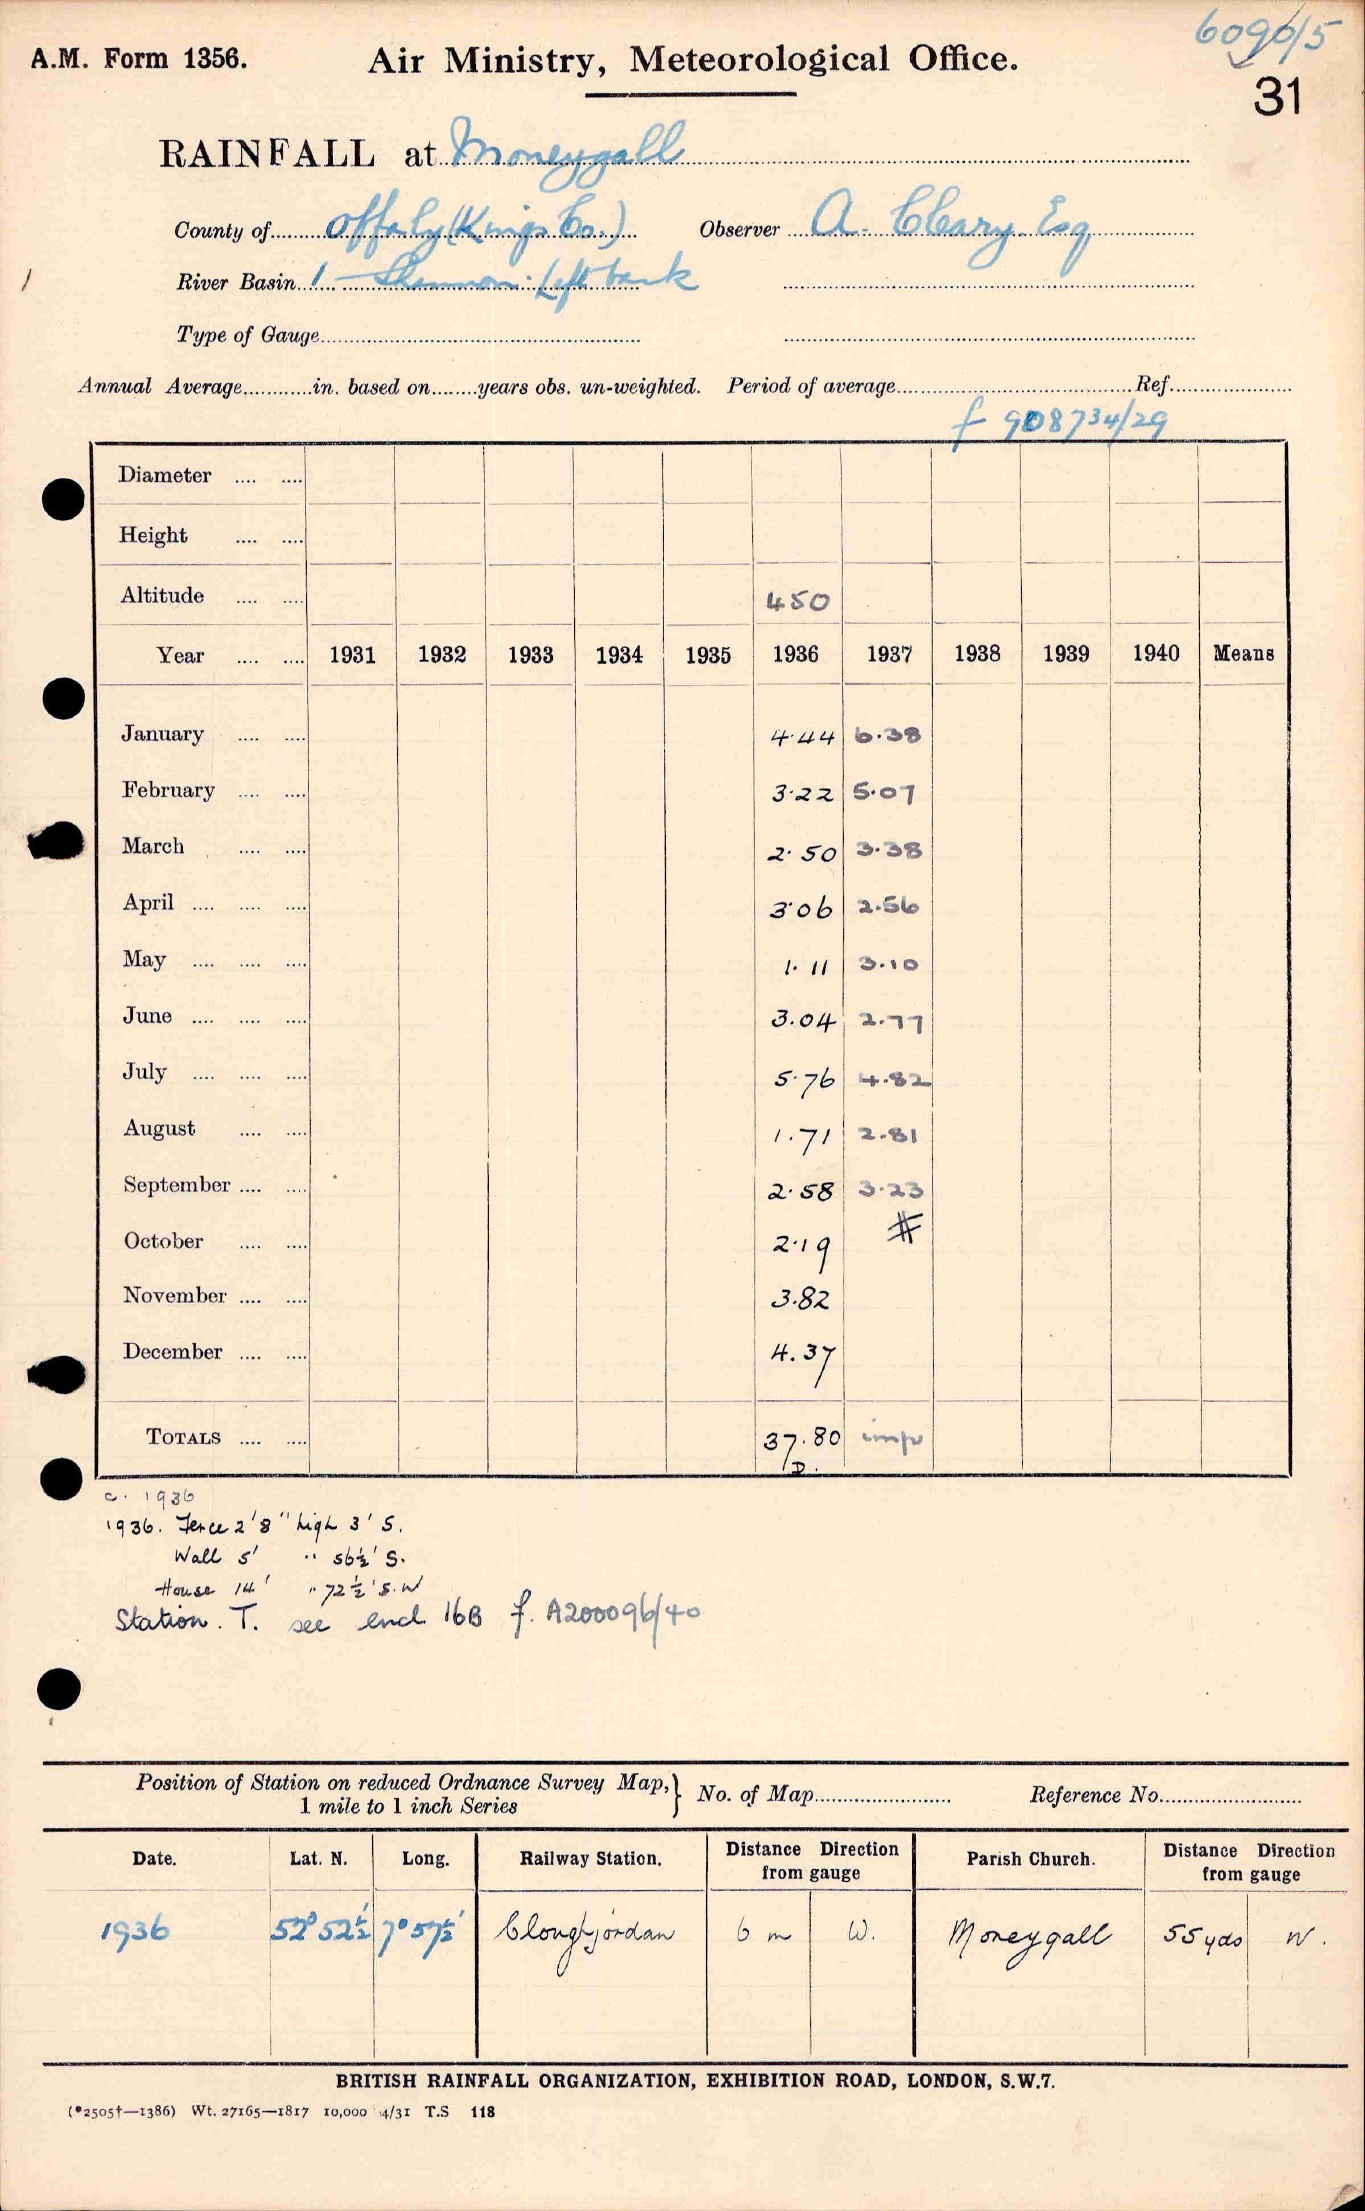 6090/5
A.M. Form 1356. Air Ministry, Meteorological Office.
31
RAINFALL at Moneygall
County of Offaly (Kings Co.) Observer A. Cleary Esq
River Basin 1 - Shannon: Left bank
Type of Gauge
Annual Average in. based on years obs. un-weighted. Period of average Ref.
f 908734/29
Diameter
Height
Altitude 450
Year 1931 1932 1933 1934 1935 1936 1937 1938 1939 1940 Means
January 4.44 6.38
February 3.22 5.07
March 2.50 3.38
April 3.06 2.56
May 1.11 3.10
June 3.04 2.77
July 5.76 4.82
August 1.71 2.81
September 2.58 3.23
October 2.19 #
November 3.82
December 4.37
TOTALS 37.80 imp
D.
c. 1936
1936. Fence 2'8" high 3' S.
Wall 5' " 56½' S.
House 14' " 72½' S.W
Station. T. see encl 16B f. A200096/40
Position of Station on reduced Ordnance Survey Map, } No. of Map Reference No.
1 mile to 1 inch Series
Date. Lat. N. Long. Railway Station. Distance Direction from gauge Parish Church. Distance Direction from gauge
1936 52° 52½' 7° 57½' Cloughjordan 6 m W. Moneygall 55 yds W.
BRITISH RAINFALL ORGANIZATION, EXHIBITION ROAD, LONDON, S.W.7.
(*2505†—1386) Wt. 27165—1817 10,000 4/31 T.S 118